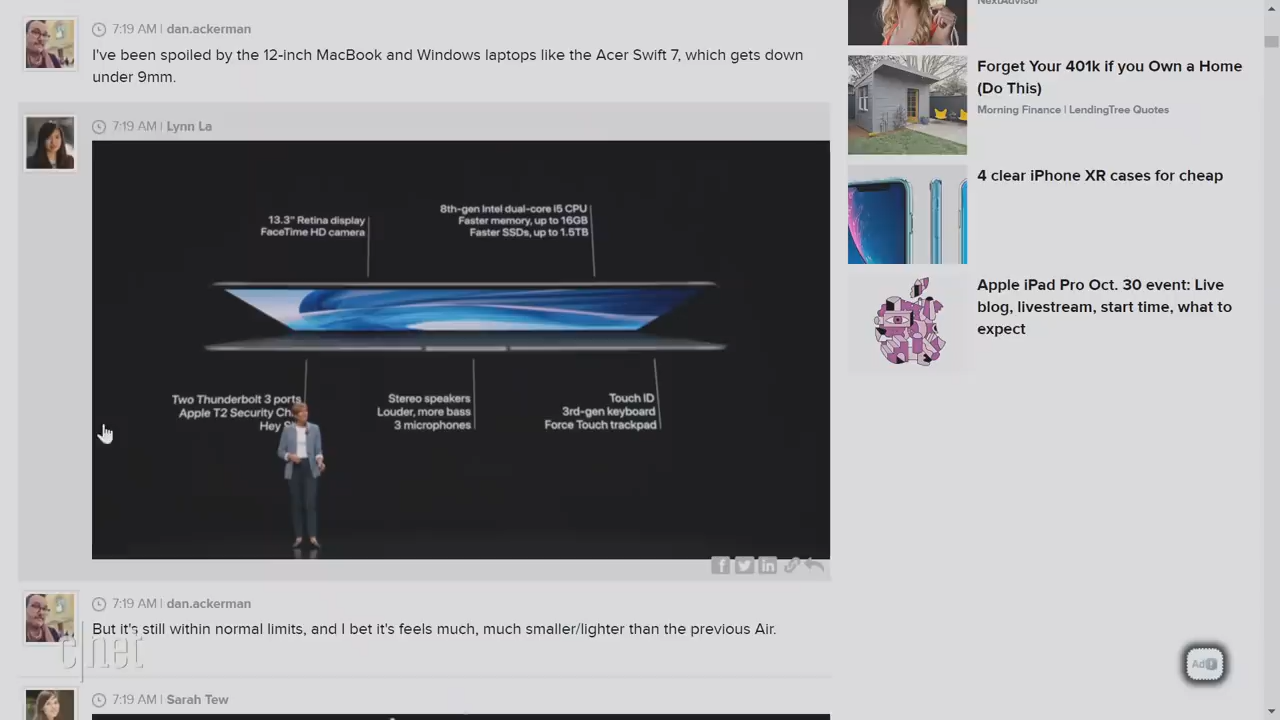 7:19 AM | dan.ackerman
I've been spoiled by the 12-inch MacBook and Windows laptops like the Acer Swift 7, which gets down
under 9mm.
7:19 AM | Lynn La
13.3" Retina display
FaceTime HD camera
8th-gen Intel dual-core i5 CPU
Faster memory, up to 16GB
Faster SSDs, up to 1.5TB
Two Thunderbolt 3 ports
Apple T2 Security
Hey
Stereo speakers
Louder, more bass
3 microphones
Touch ID
3rd-gen keyboard
Force Touch trackpad
7:19 AM | dan.ackerman
But it's still within normal limits, and I bet it's feels much, much smaller/lighter than the previous Air.
c|net
7:19 AM | Sarah Tew
NextAdvisor
Forget Your 401k if you Own a Home
(Do This)
Morning Finance | LendingTree Quotes
4 clear iPhone XR cases for cheap
Apple iPad Pro Oct. 30 event: Live
blog, livestream, start time, what to
expect
Ad